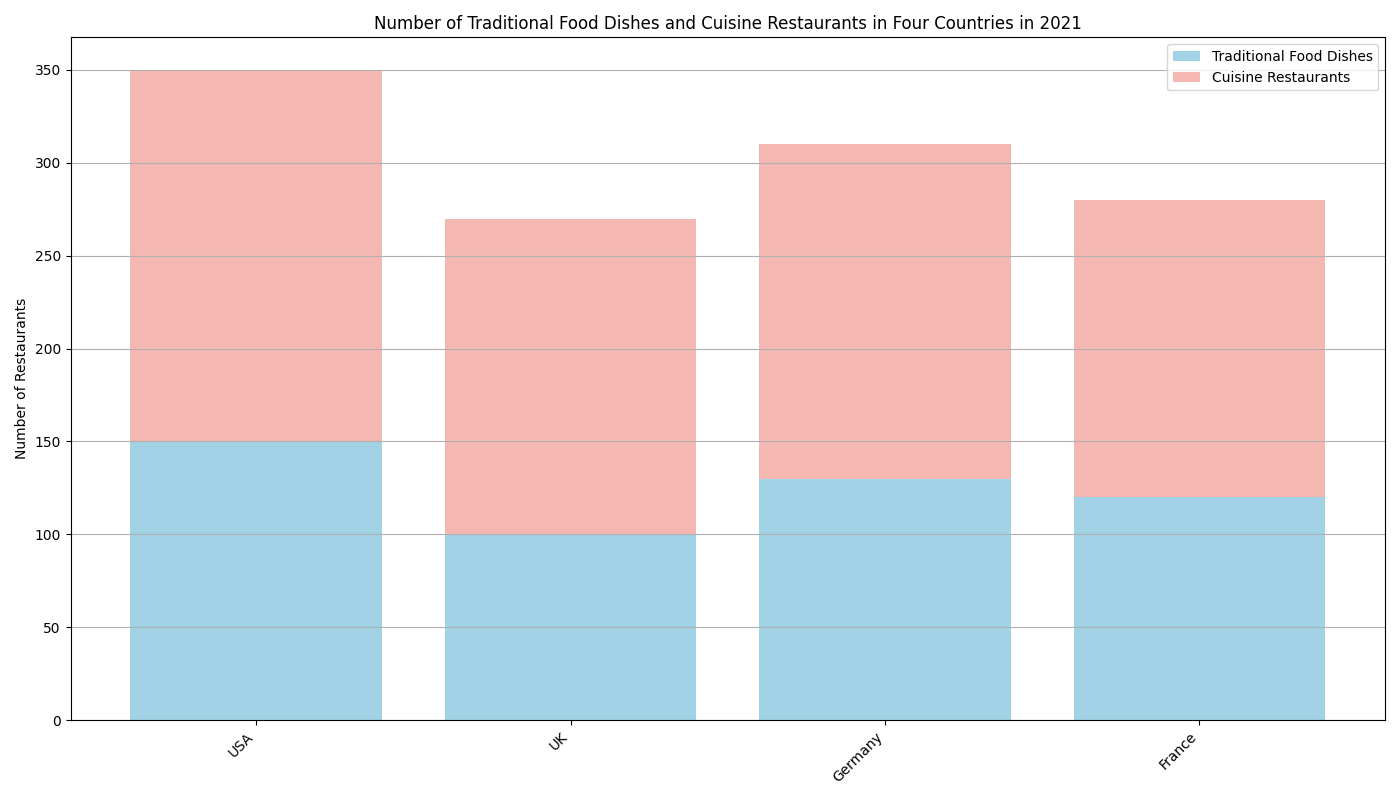 Number of Traditional Food Dishes and Cuisine Restaurants in Four Countries in 2021
Traditional Food Dishes
Cuisine Restaurants
Number of Restaurants
350
300
250
200
150
100
50
0
USA
UK
Germany
France